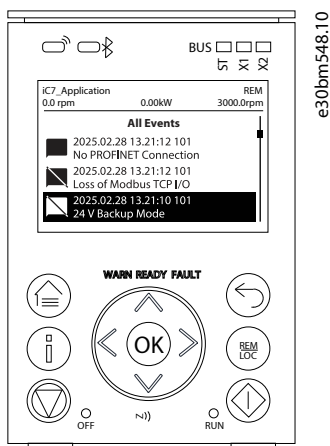 BUS
ST X1 X2
iC7_Application REM
0.0 rpm 0.00kW 3000.0rpm
All Events
2025.02.28 13.21:12 101
No PROFINET Connection
2025.02.28 13.21:12 101
Loss of Modbus TCP I/O
2025.02.28 13.21:10 101
24 V Backup Mode
WARN READY FAULT
OK
REM
LOC
OFF
RUN
e30bm548.10